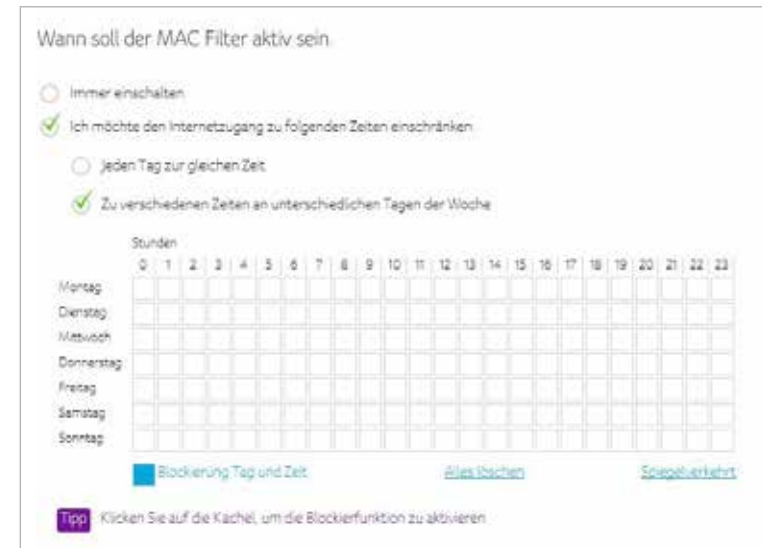 Wann soll der MAC Filter aktiv sein.
Immer einschalten
Ich möchte den Internetzugang zu folgenden Zeiten einschränken
Jeden Tag zur gleichen Zeit
Zu verschiedenen Zeiten an unterschiedlichen Tagen der Woche
Stunden
0 1 2 3 4 5 6 7 8 9 10 11 12 13 14 15 16 17 18 19 20 21 22 23
Montag
Dienstag
Mittwoch
Donnerstag
Freitag
Samstag
Sonntag
Blockierung Tag und Zeit Alles löschen Spiegelverkehrt
Tipp Klicken Sie auf die Kachel, um die Blockierfunktion zu aktivieren